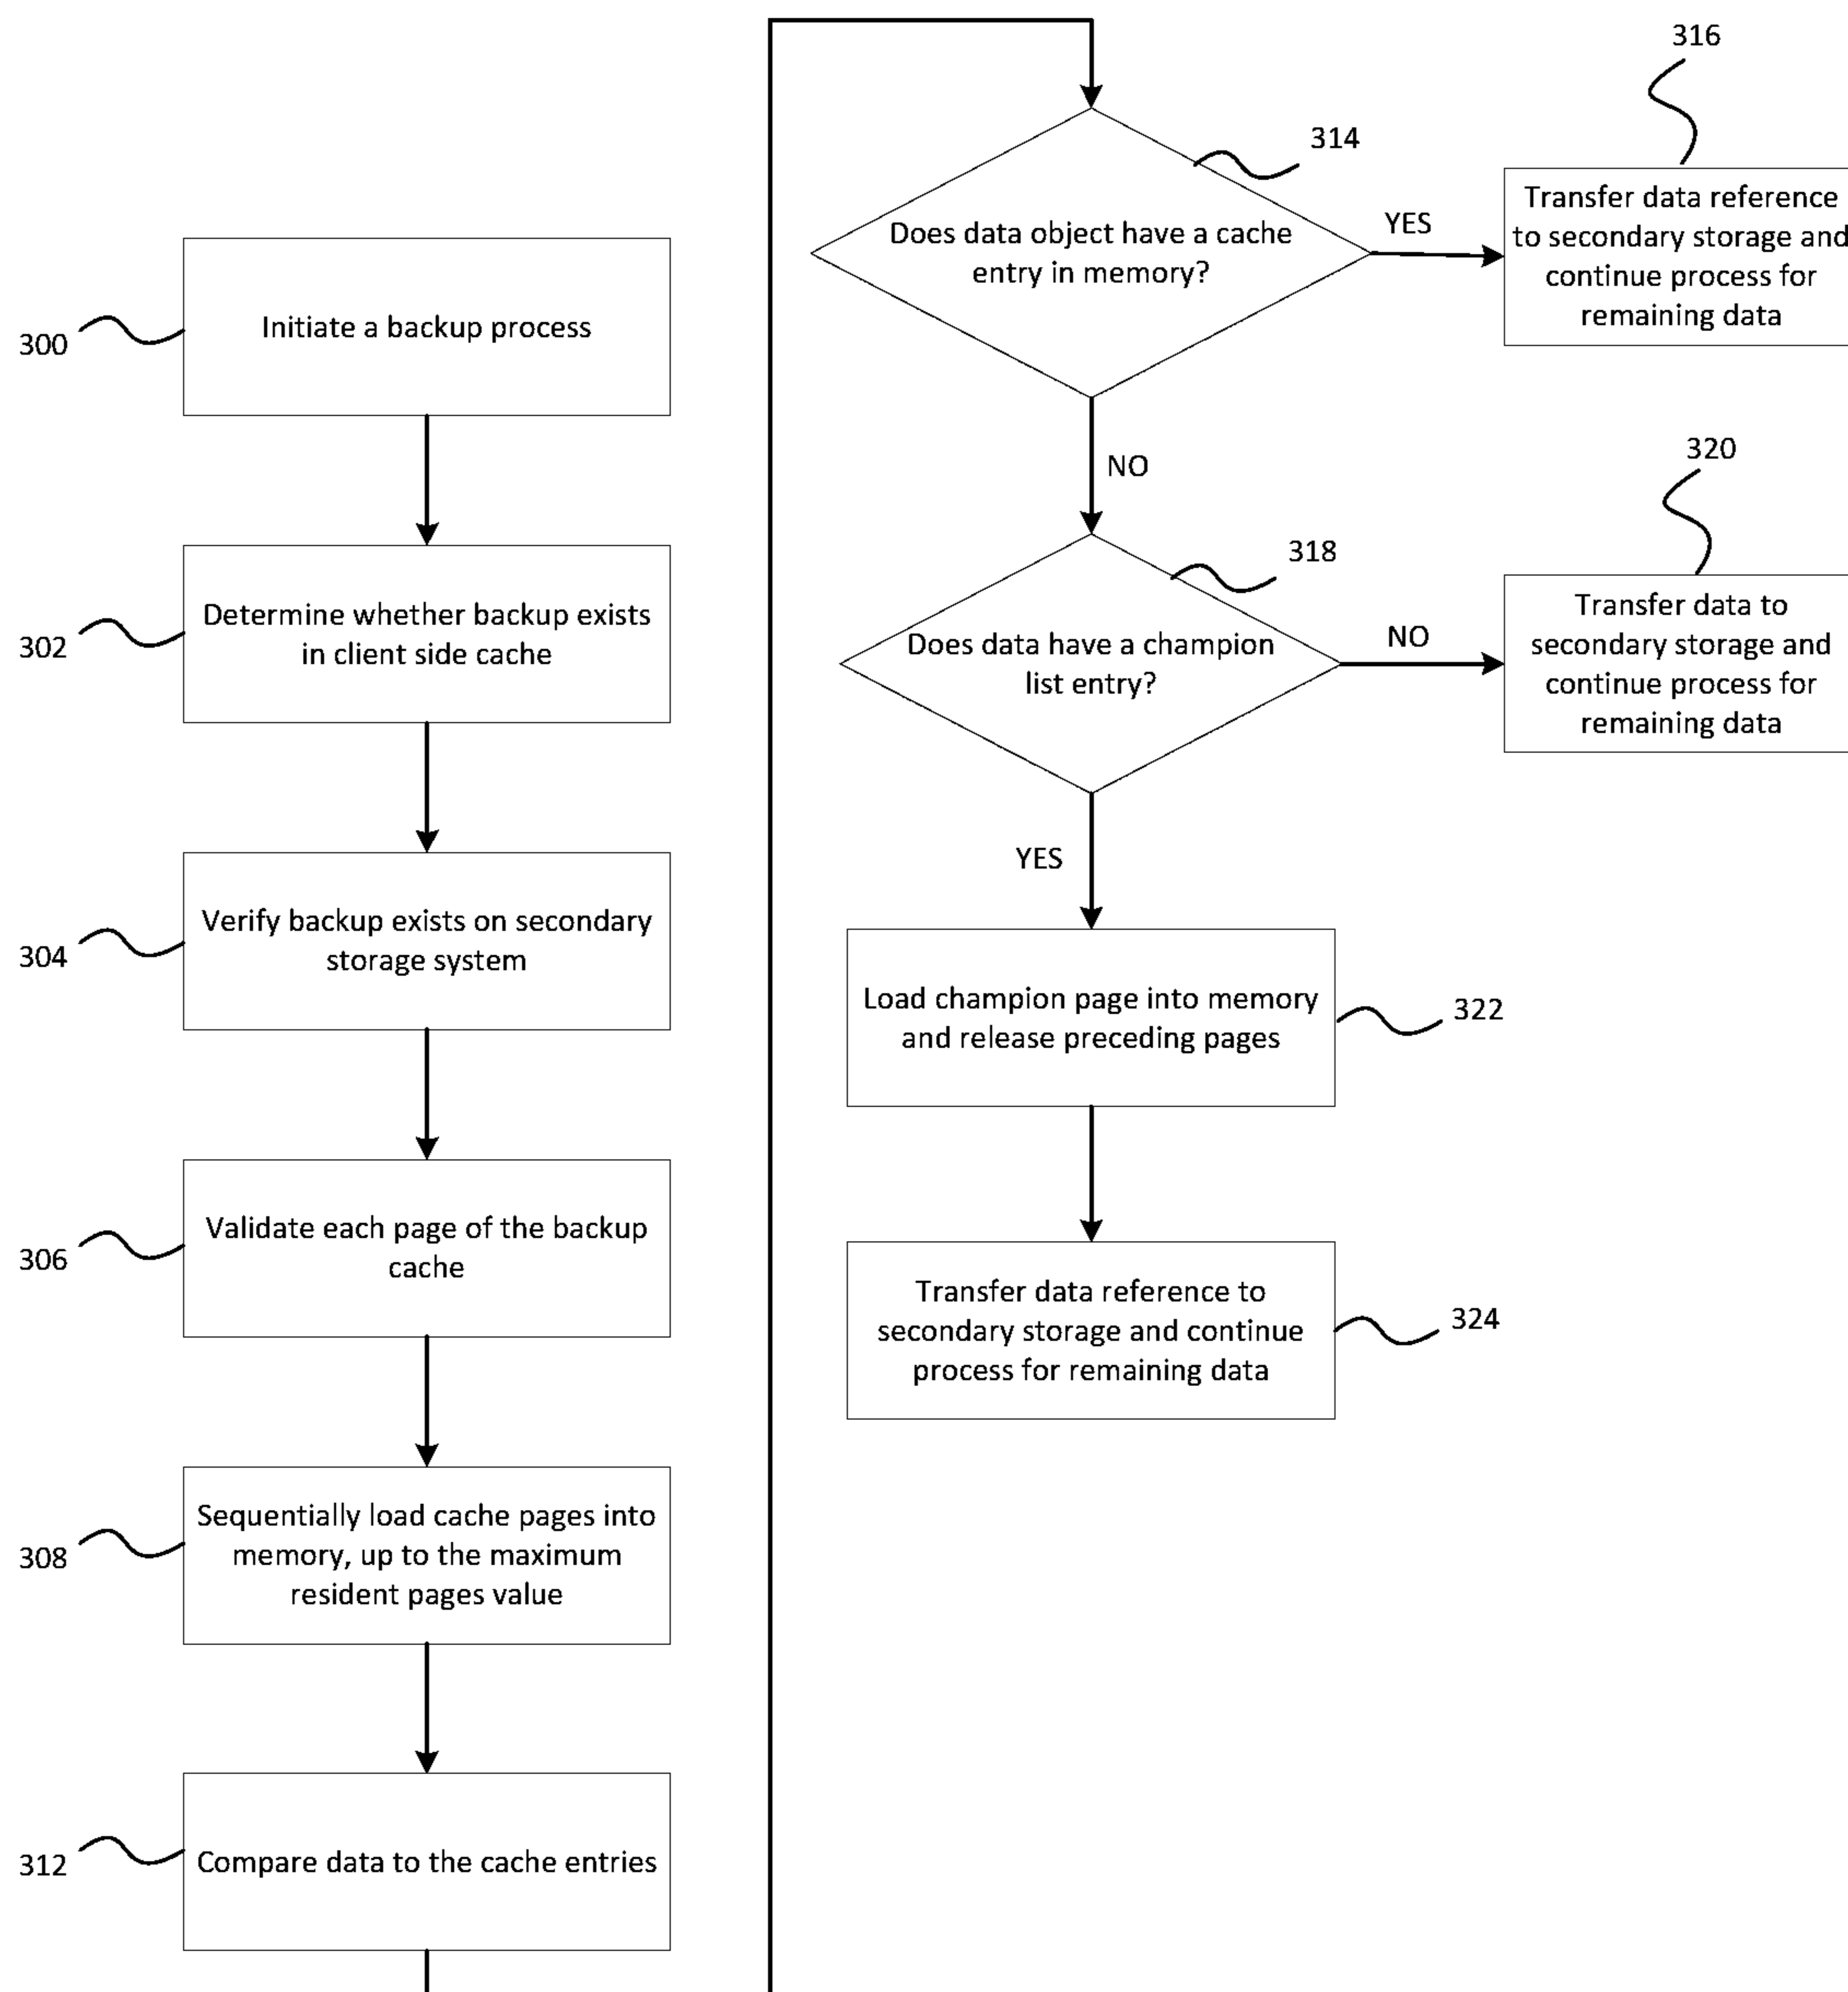 300
Initiate a backup process
302
Determine whether backup exists
in client side cache
304
Verify backup exists on secondary
storage system
306
Validate each page of the backup
cache
308
Sequentially load cache pages into
memory, up to the maximum
resident pages value
312
Compare data to the cache entries
314
Does data object have a cache
entry in memory?
YES
316
Transfer data reference
to secondary storage and
continue process for
remaining data
NO
318
Does data have a champion
list entry?
NO
320
Transfer data to
secondary storage and
continue process for
remaining data
YES
Load champion page into memory
and release preceding pages
322
Transfer data reference to
secondary storage and continue
process for remaining data
324